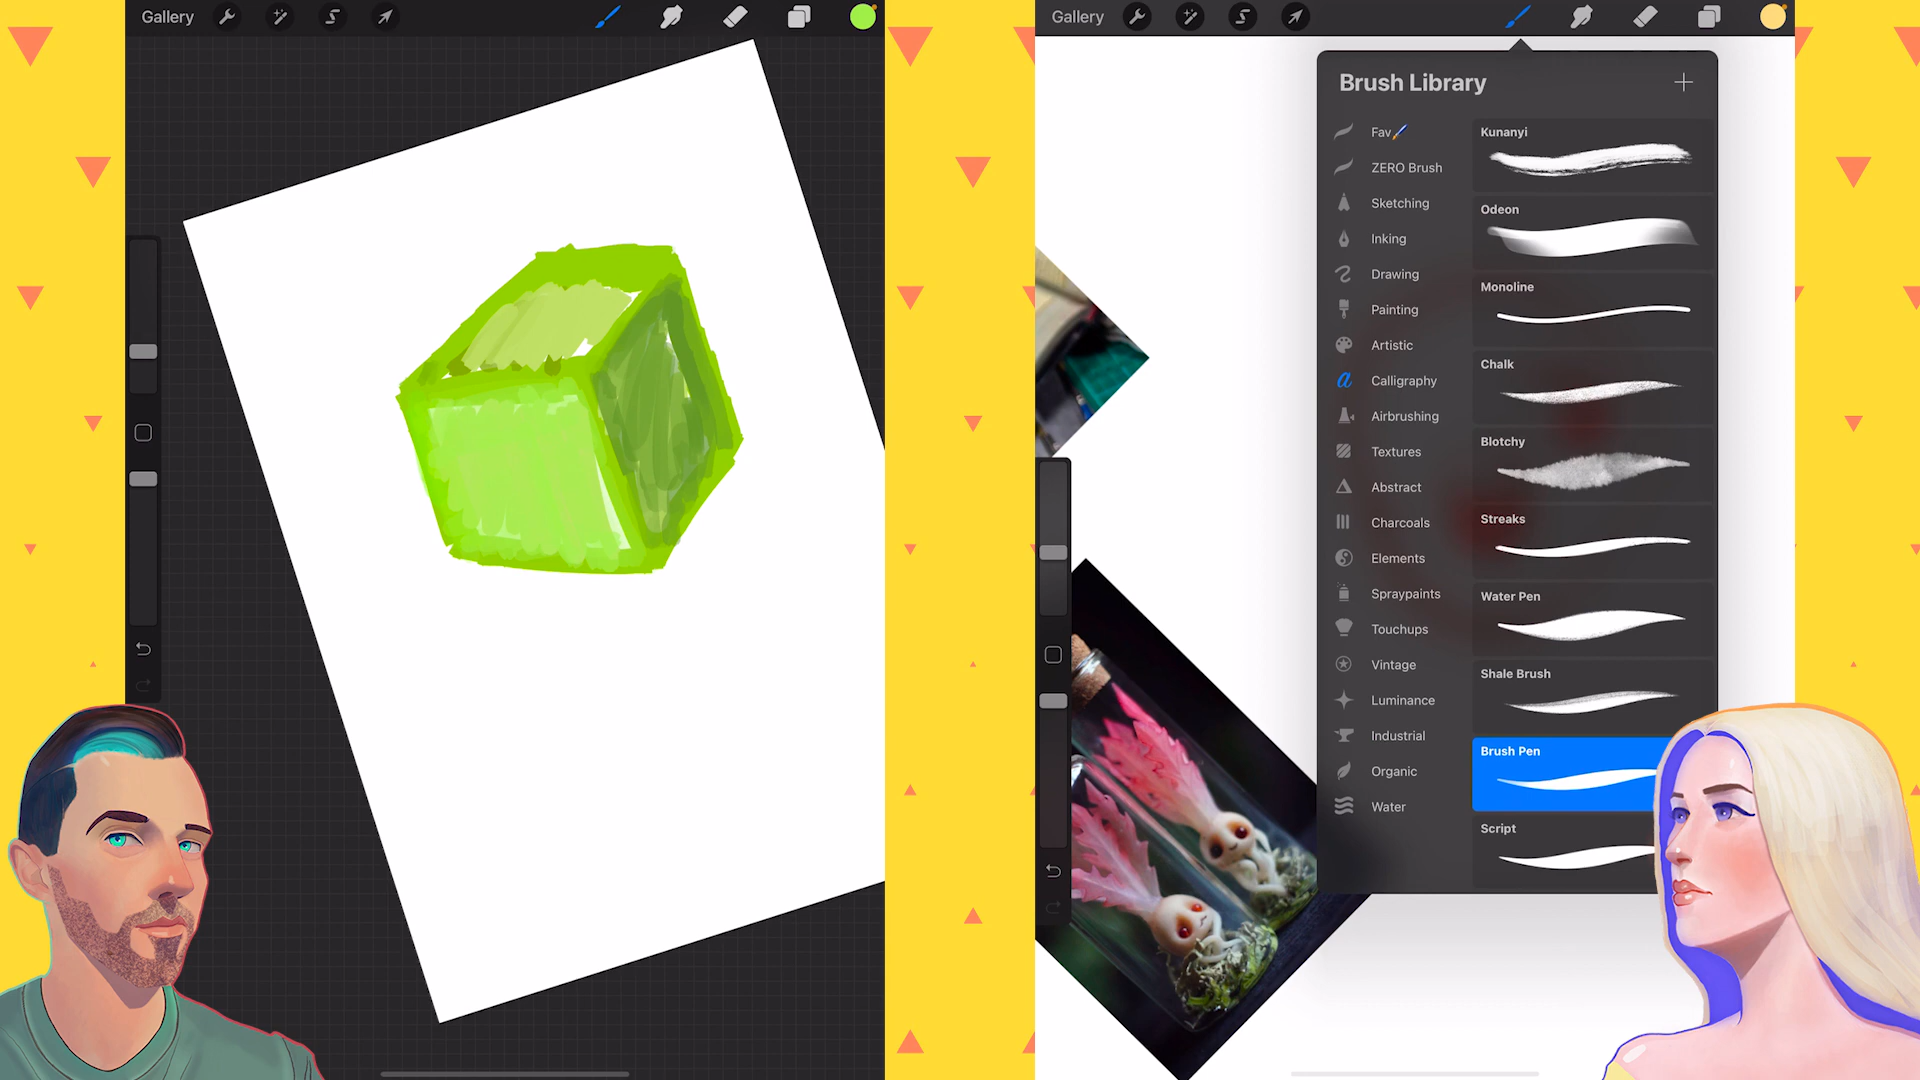 Gallery
Gallery
Brush Library
Fav
ZERO Brush
Sketching
Inking
Drawing
Painting
Artistic
Calligraphy
Airbrushing
Textures
Abstract
Charcoals
Elements
Spraypaints
Touchups
Vintage
Luminance
Industrial
Organic
Water
Kunanyi
Odeon
Monoline
Chalk
Blotchy
Streaks
Water Pen
Shale Brush
Brush Pen
Script